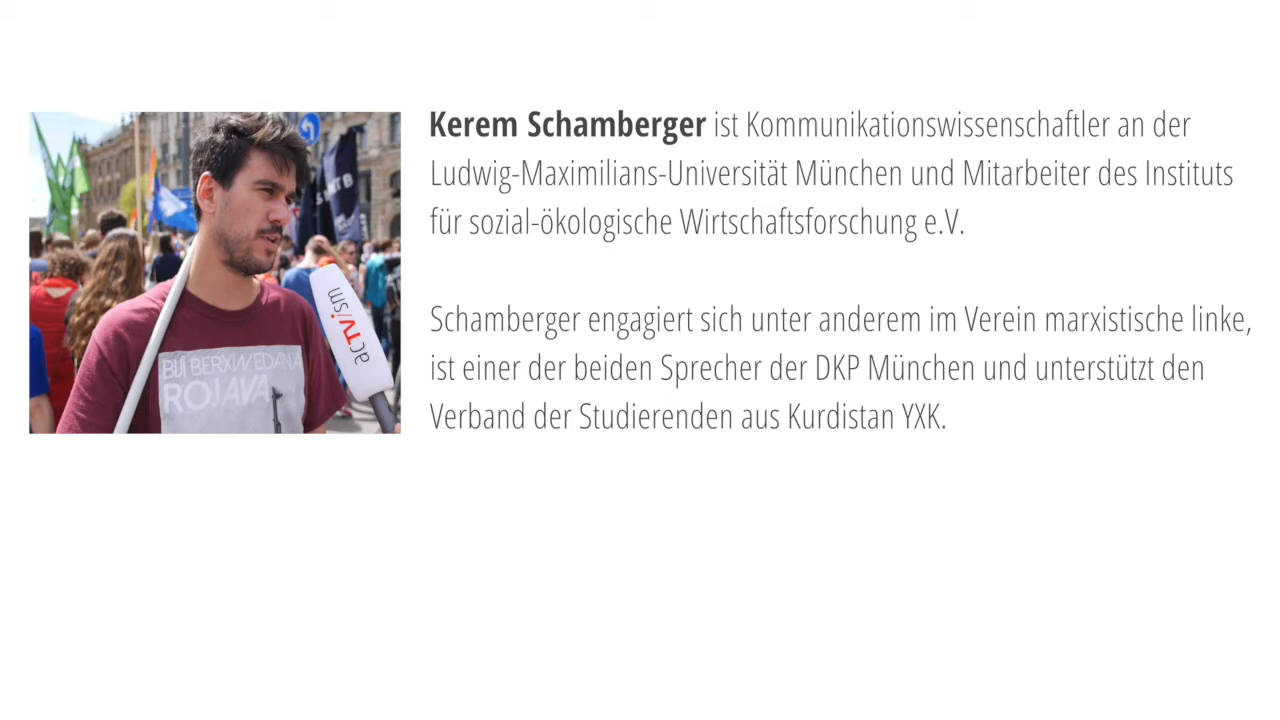 Kerem Schamberger ist Kommunikationswissenschaftler an der
Ludwig-Maximilians-Universität München und Mitarbeiter des Instituts
für sozial-ökologische Wirtschaftsforschung e.V.
Schamberger engagiert sich unter anderem im Verein marxistische linke,
ist einer der beiden Sprecher der DKP München und unterstützt den
Verband der Studierenden aus Kurdistan YXK.
acTVism
BIJÎ BERXWEDANA
ROJAVA